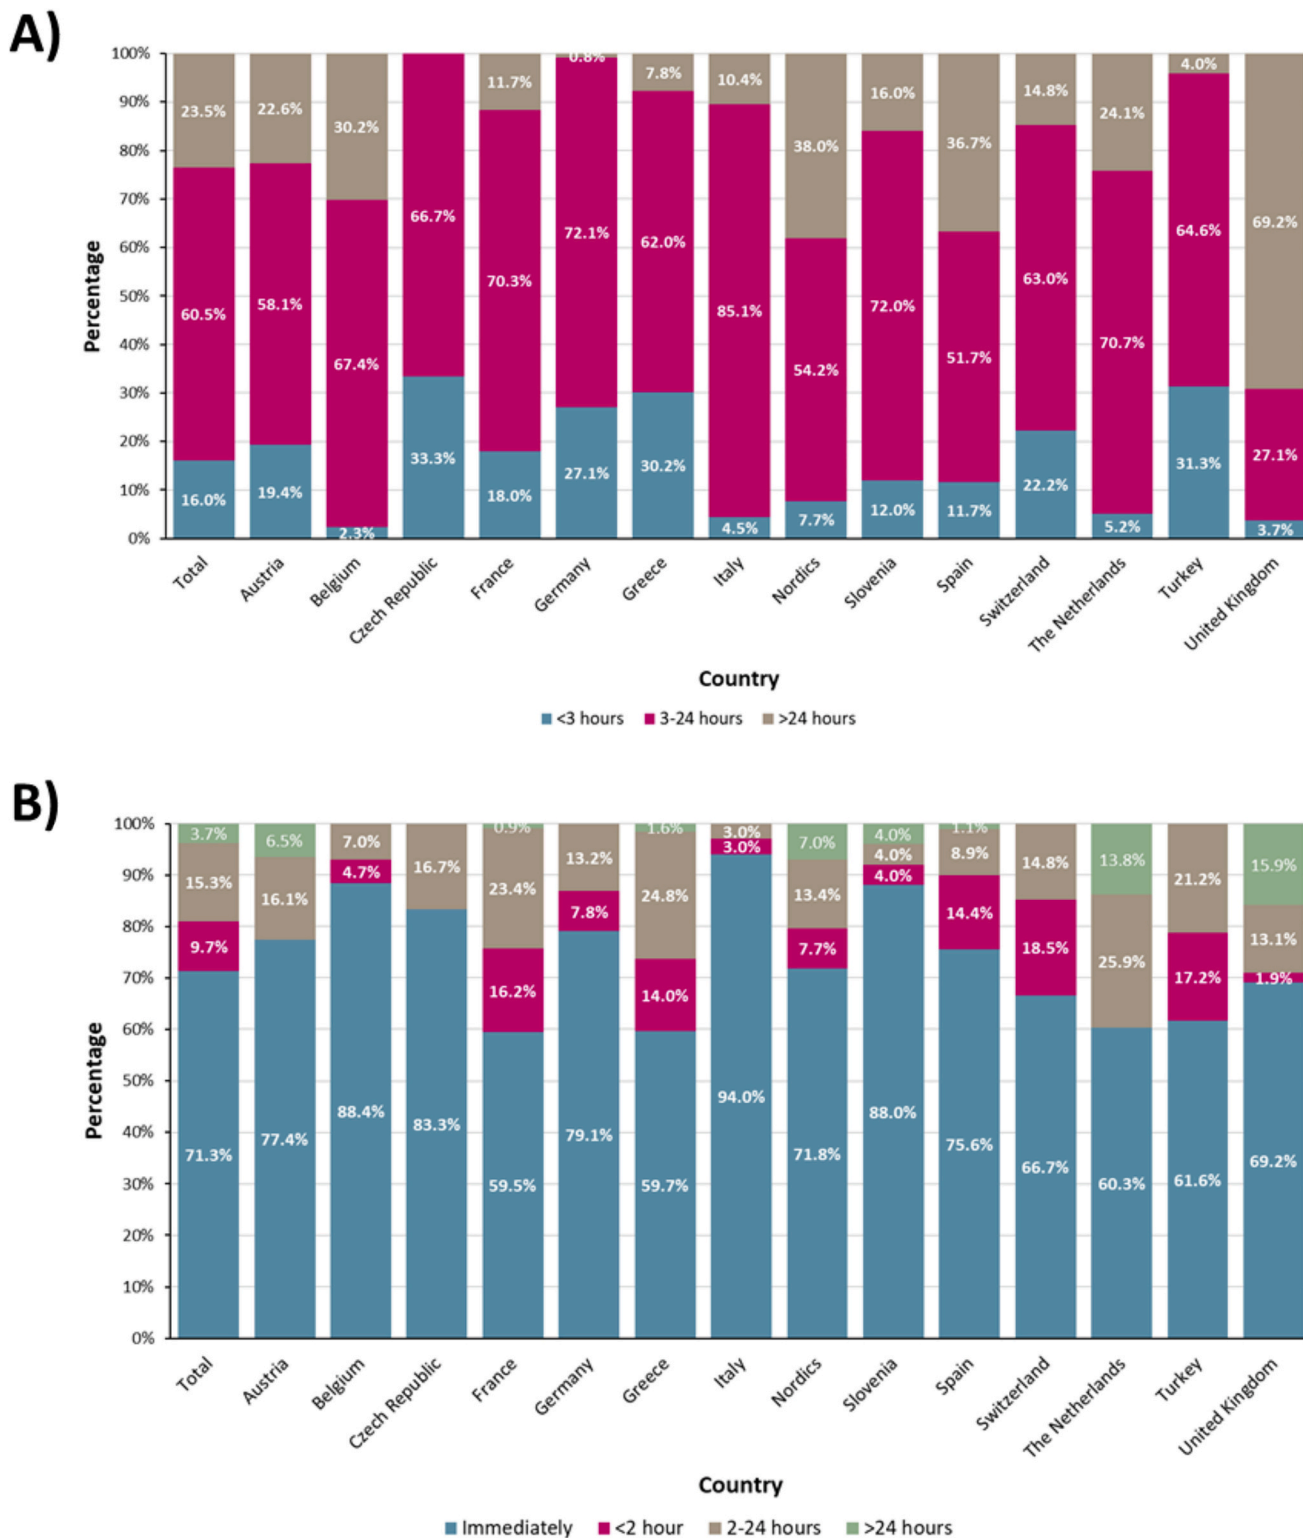 A)
100%
90%
80%
70%
60%
50%
40%
30%
20%
10%
0%
Percentage
23.5% 22.6% 30.2% 11.7% 0.8% 7.8% 10.4% 38.0% 16.0% 36.7% 14.8% 24.1% 4.0% 69.2%
60.5% 58.1% 67.4% 66.7% 70.3% 72.1% 62.0% 85.1% 54.2% 72.0% 51.7% 63.0% 70.7% 64.6% 27.1%
16.0% 19.4% 2.3% 33.3% 18.0% 27.1% 30.2% 4.5% 7.7% 12.0% 11.7% 22.2% 5.2% 31.3% 3.7%
Total Austria Belgium Czech Republic France Germany Greece Italy Nordics Slovenia Spain Switzerland The Netherlands Turkey United Kingdom
Country
<3 hours 3-24 hours >24 hours
B)
100%
90%
80%
70%
60%
50%
40%
30%
20%
10%
0%
Percentage
3.7% 6.5% 0.9% 1.6% 7.0% 4.0% 1.1% 13.8% 15.9%
15.3% 16.1% 7.0% 16.7% 23.4% 13.2% 24.8% 3.0% 13.4% 4.0% 8.9% 14.8% 25.9% 21.2% 13.1%
9.7% 4.7% 16.2% 7.8% 14.0% 3.0% 7.7% 4.0% 14.4% 18.5% 17.2% 1.9%
71.3% 77.4% 88.4% 83.3% 59.5% 79.1% 59.7% 94.0% 71.8% 88.0% 75.6% 66.7% 60.3% 61.6% 69.2%
Total Austria Belgium Czech Republic France Germany Greece Italy Nordics Slovenia Spain Switzerland The Netherlands Turkey United Kingdom
Country
Immediately <2 hour 2-24 hours >24 hours